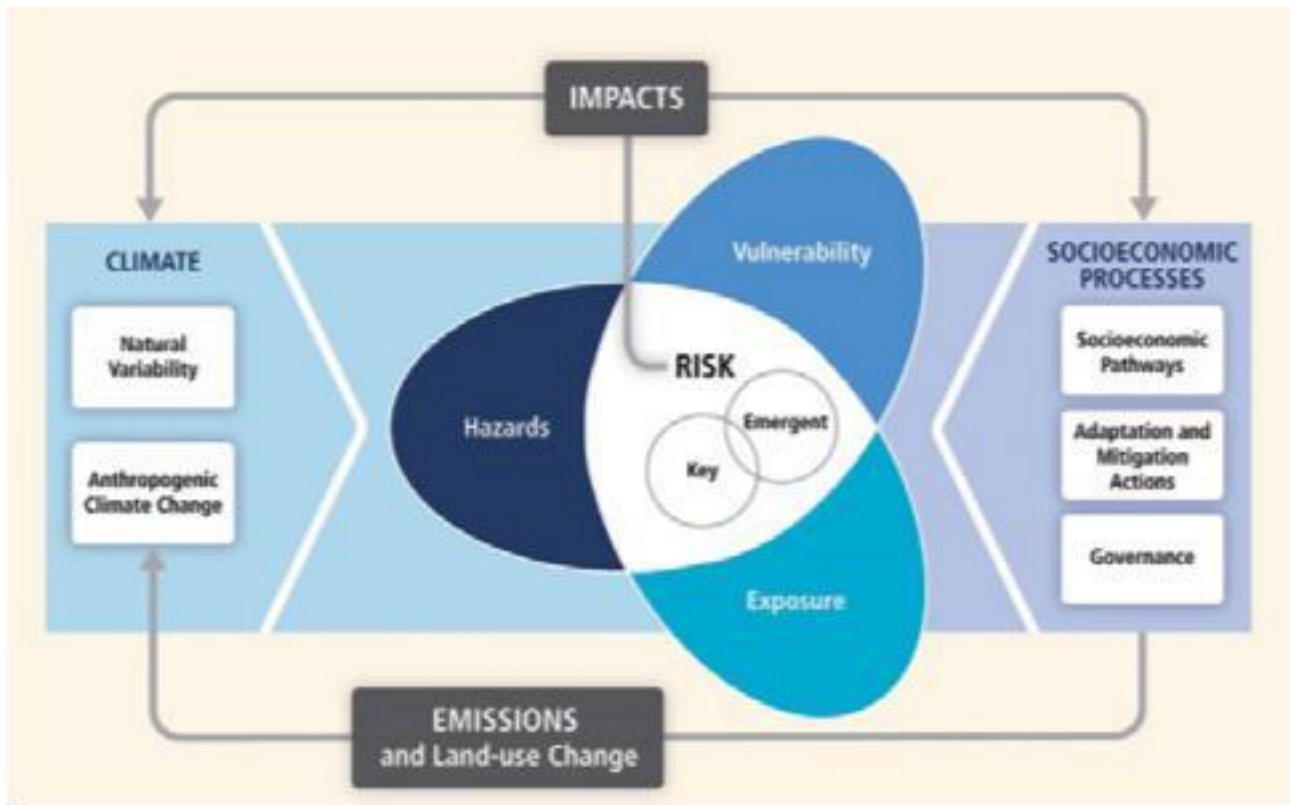 IMPACTS
CLIMATE
Natural
Variability
Anthropogenic
Climate Change
Vulnerability
Hazards
RISK
Emergent
Key
Exposure
SOCIOECONOMIC
PROCESSES
Socioeconomic
Pathways
Adaptation and
Mitigation
Actions
Governance
EMISSIONS
and Land-use Change